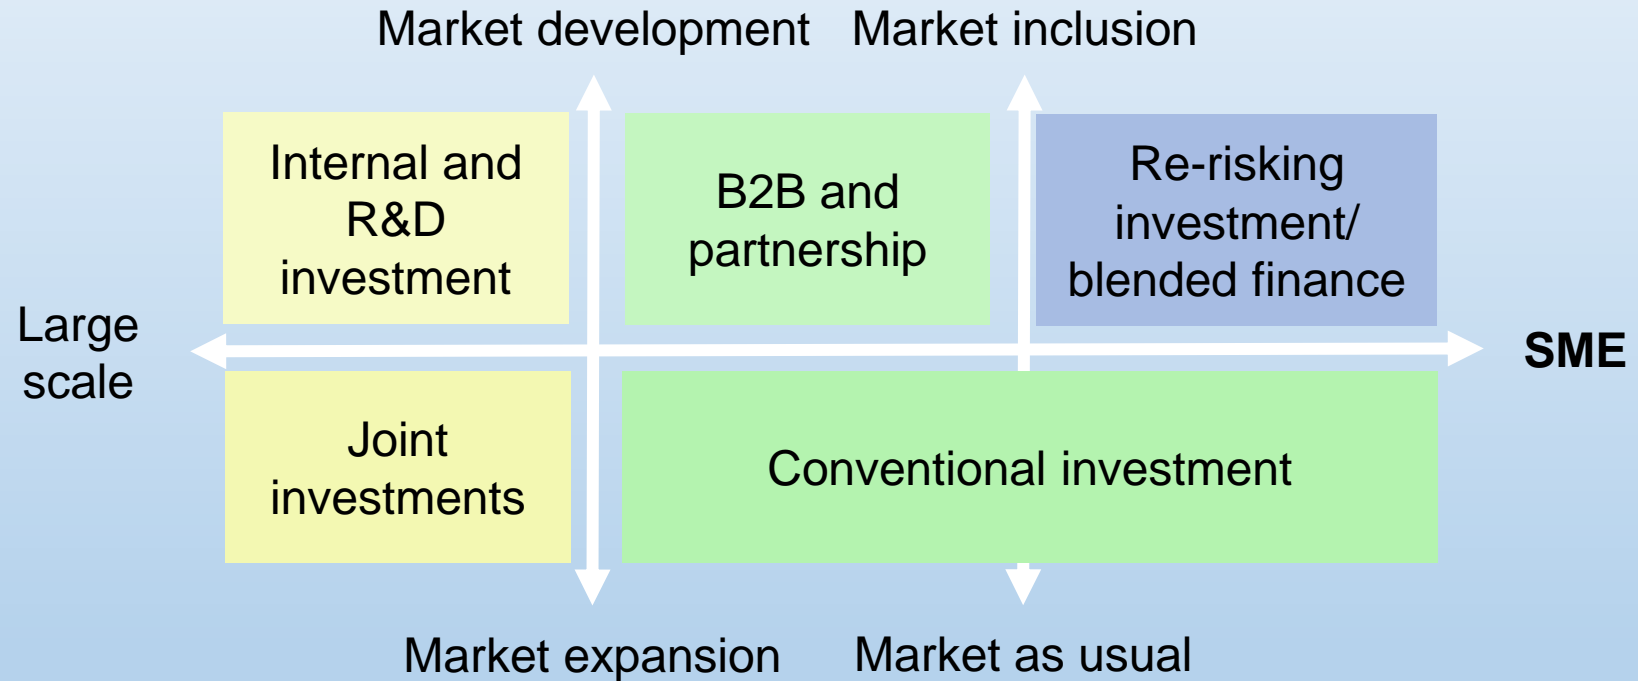 Market development
Market inclusion
Internal and
R&D
investment
B2B and
partnership
Re-risking
investment/
blended finance
Large
scale
SME
Joint
investments
Conventional investment
Market expansion
Market as usual